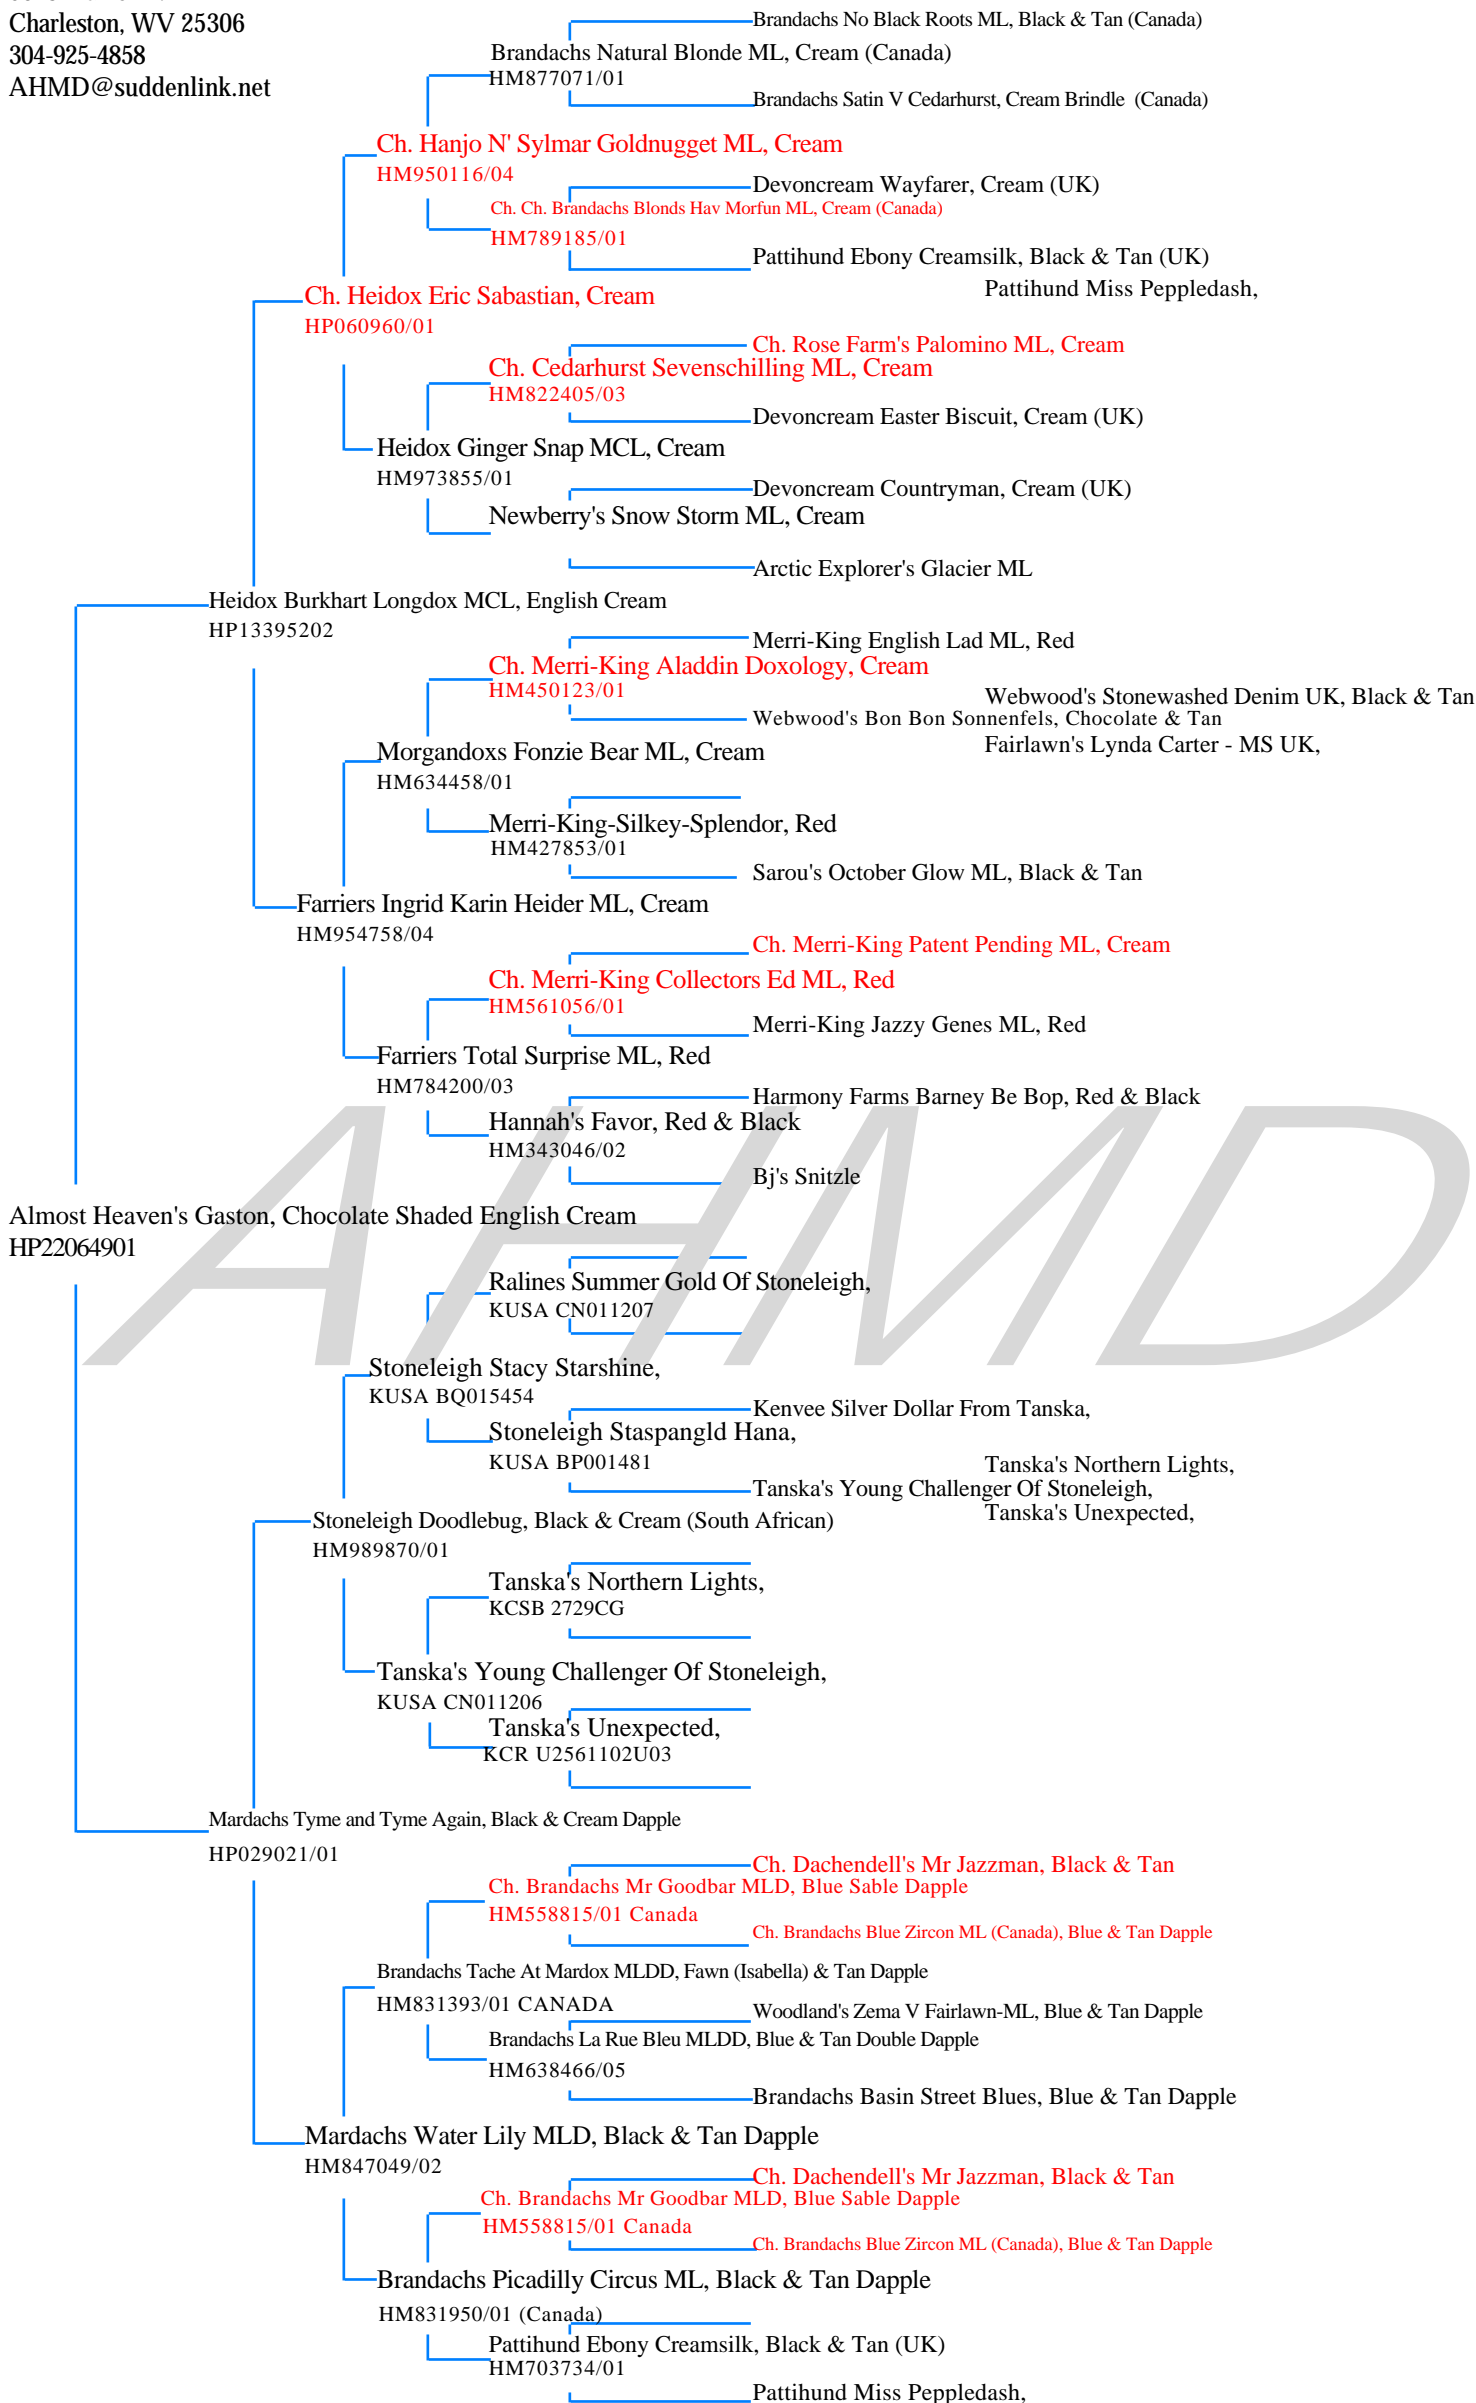 Charleston, WV 25306
304-925-4858
AHMD@suddenlink.net
Brandachs No Black Roots ML, Black & Tan (Canada)
Brandachs Natural Blonde ML, Cream (Canada)
HM877071/01
Brandachs Satin V Cedarhurst, Cream Brindle (Canada)
Ch. Hanjo N' Sylmar Goldnugget ML, Cream
HM950116/04
Devoncream Wayfarer, Cream (UK)
Ch. Ch. Brandachs Blonds Hav Morfun ML, Cream (Canada)
HM789185/01
Pattihund Ebony Creamsilk, Black & Tan (UK)
Pattihund Miss Peppledash,
Ch. Heidox Eric Sabastian, Cream
HP060960/01
Ch. Rose Farm's Palomino ML, Cream
Ch. Cedarhurst Sevenschilling ML, Cream
HM822405/03
Devoncream Easter Biscuit, Cream (UK)
Heidox Ginger Snap MCL, Cream
HM973855/01
Devoncream Countryman, Cream (UK)
Newberry's Snow Storm ML, Cream
Arctic Explorer's Glacier ML
Heidox Burkhart Longdox MCL, English Cream
HP13395202
Merri-King English Lad ML, Red
Ch. Merri-King Aladdin Doxology, Cream
HM450123/01
Webwood's Stonewashed Denim UK, Black & Tan
Webwood's Bon Bon Sonnenfels, Chocolate & Tan
Fairlawn's Lynda Carter - MS UK,
Morgandoxs Fonzie Bear ML, Cream
HM634458/01
Merri-King-Silkey-Splendor, Red
HM427853/01
Sarou's October Glow ML, Black & Tan
Farriers Ingrid Karin Heider ML, Cream
HM954758/04
Ch. Merri-King Patent Pending ML, Cream
Ch. Merri-King Collectors Ed ML, Red
HM561056/01
Merri-King Jazzy Genes ML, Red
Farriers Total Surprise ML, Red
HM784200/03
Harmony Farms Barney Be Bop, Red & Black
Hannah's Favor, Red & Black
HM343046/02
Bj's Snitzle
AHMD
Almost Heaven's Gaston, Chocolate Shaded English Cream
HP22064901
Ralines Summer Gold Of Stoneleigh,
KUSA CN011207
Stoneleigh Stacy Starshine,
KUSA BQ015454
Kenvee Silver Dollar From Tanska,
Stoneleigh Staspangld Hana,
KUSA BP001481
Tanska's Northern Lights,
Tanska's Young Challenger Of Stoneleigh,
Tanska's Unexpected,
Stoneleigh Doodlebug, Black & Cream (South African)
HM989870/01
Tanska's Northern Lights,
KCSB 2729CG
Tanska's Young Challenger Of Stoneleigh,
KUSA CN011206
Tanska's Unexpected,
KCR U2561102U03
Mardachs Tyme and Tyme Again, Black & Cream Dapple
HP029021/01
Ch. Dachendell's Mr Jazzman, Black & Tan
Ch. Brandachs Mr Goodbar MLD, Blue Sable Dapple
HM558815/01 Canada
Ch. Brandachs Blue Zircon ML (Canada), Blue & Tan Dapple
Brandachs Tache At Mardox MLDD, Fawn (Isabella) & Tan Dapple
HM831393/01 CANADA
Woodland's Zema V Fairlawn-ML, Blue & Tan Dapple
Brandachs La Rue Bleu MLDD, Blue & Tan Double Dapple
HM638466/05
Brandachs Basin Street Blues, Blue & Tan Dapple
Mardachs Water Lily MLD, Black & Tan Dapple
HM847049/02
Ch. Dachendell's Mr Jazzman, Black & Tan
Ch. Brandachs Mr Goodbar MLD, Blue Sable Dapple
HM558815/01 Canada
Ch. Brandachs Blue Zircon ML (Canada), Blue & Tan Dapple
Brandachs Picadilly Circus ML, Black & Tan Dapple
HM831950/01 (Canada)
Pattihund Ebony Creamsilk, Black & Tan (UK)
HM703734/01
Pattihund Miss Peppledash,